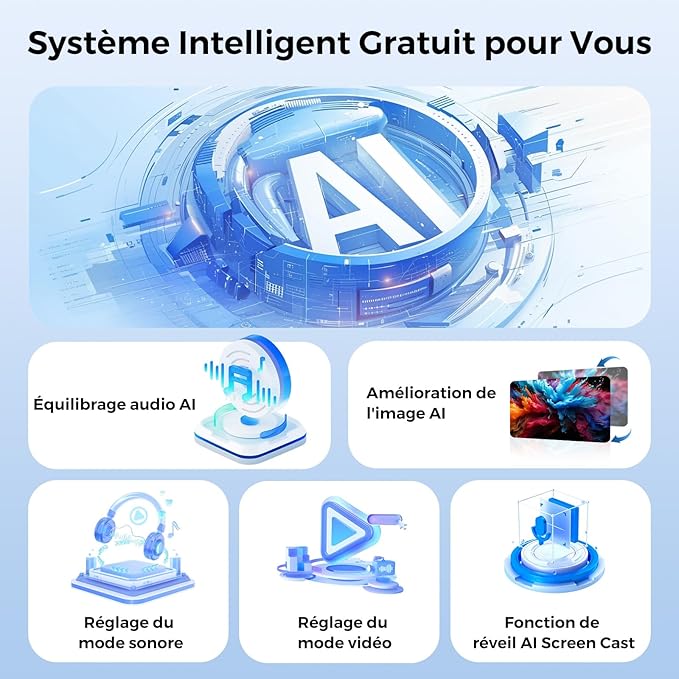 Système Intelligent Gratuit pour Vous
AI
Équilibrage audio AI
Amélioration de
l'image AI
Réglage du
mode sonore
Réglage du
mode vidéo
Fonction de
réveil AI Screen Cast